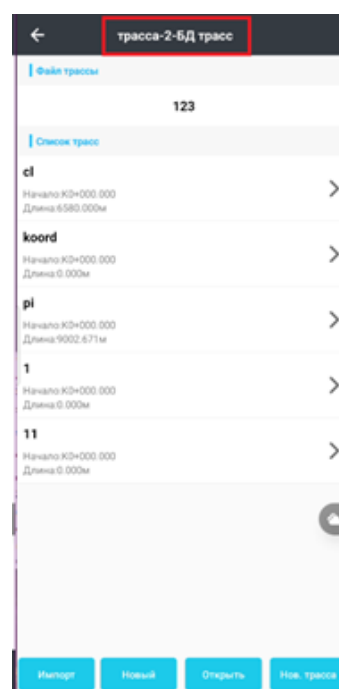 трасса-2-БД трасс
Файл трассы
123
Список трасс
cl
Начало:K0+000.000
Длина:6580.000м
koord
Начало:K0+000.000
Длина:0.000м
pi
Начало:K0+000.000
Длина:9002.671м
1
Начало:K0+000.000
Длина:0.000м
11
Начало:K0+000.000
Длина:0.000м
Импорт Новый Открыть Нов. трасса